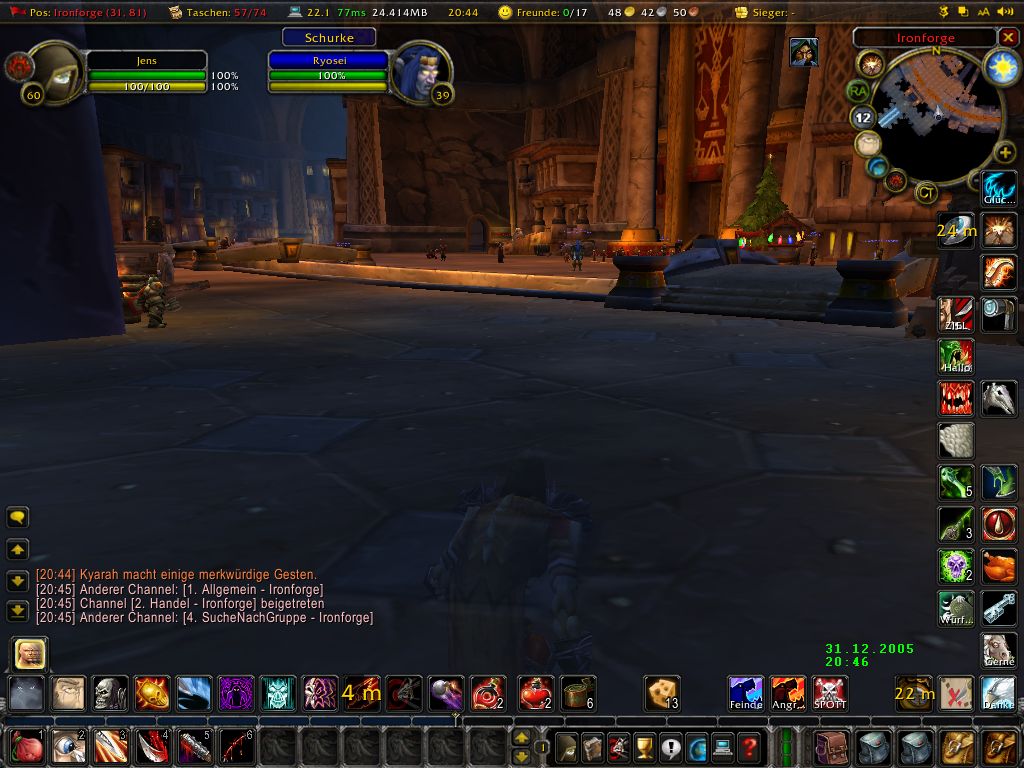 Pos: Ironforge (31, 81) Taschen: 57/74 22.1 77ms 24.414MB 20:44 Freunde: 0/17 48 42 50 Sieger: -
Schurke
Ironforge
N
Jens
100%
100/100
100%
60
Ryosei
100%
39
RA
12
CT
Glüc...
24 m
ZIEL
Hallo
5
3
2
Würf...
Gerne
[20:44] Kyarah macht einige merkwürdige Gesten.
[20:45] Anderer Channel: [1. Allgemein - Ironforge]
[20:45] Channel [2. Handel - Ironforge] beigetreten
[20:45] Anderer Channel: [4. SucheNachGruppe - Ironforge]
31.12.2005
20:46
4 m
2
2
6
13
Feinde
Angr...
SPOTT
22 m
Danke
1
2
3
4
5
6
1